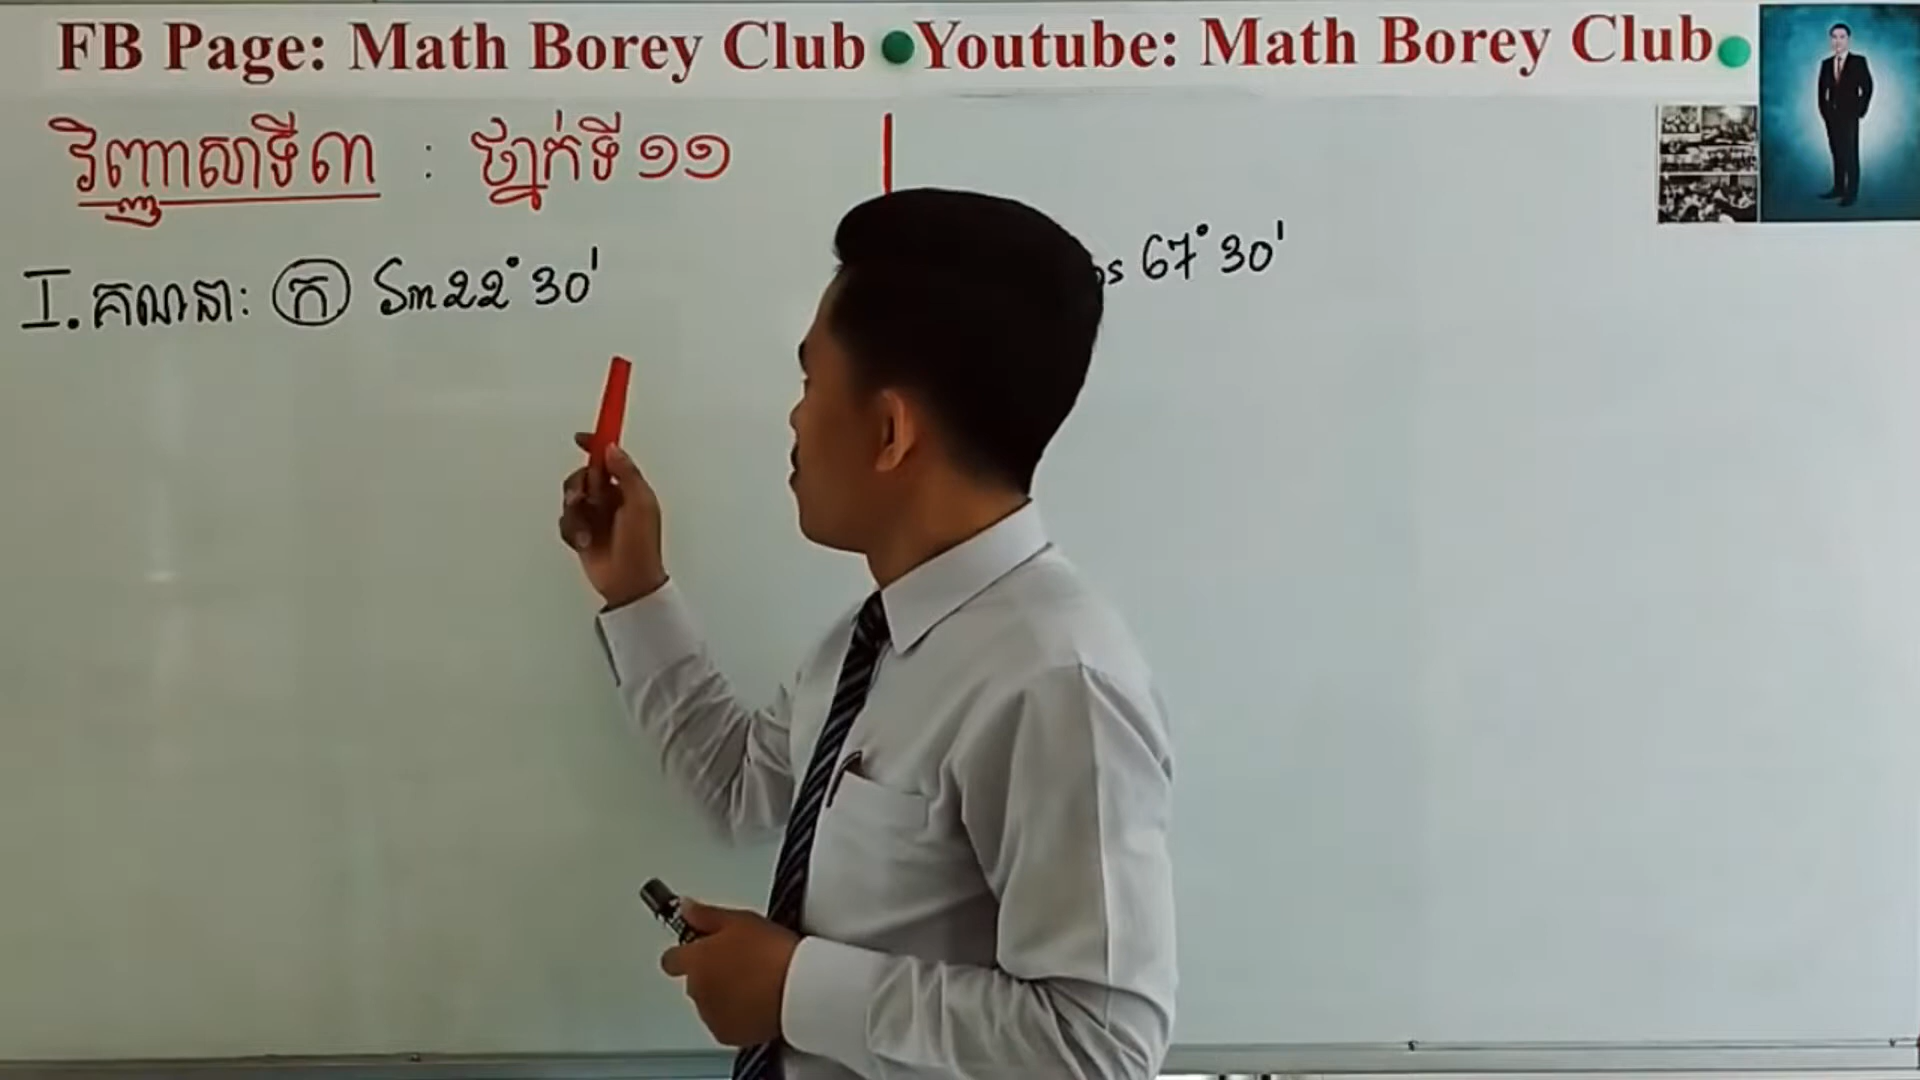 FB Page: Math Borey Club Youtube: Math Borey Club
វិញ្ញាសាទី៣ : ថ្នាក់ទី១១
I. គណនា: ក sin 22° 30'
67° 30'